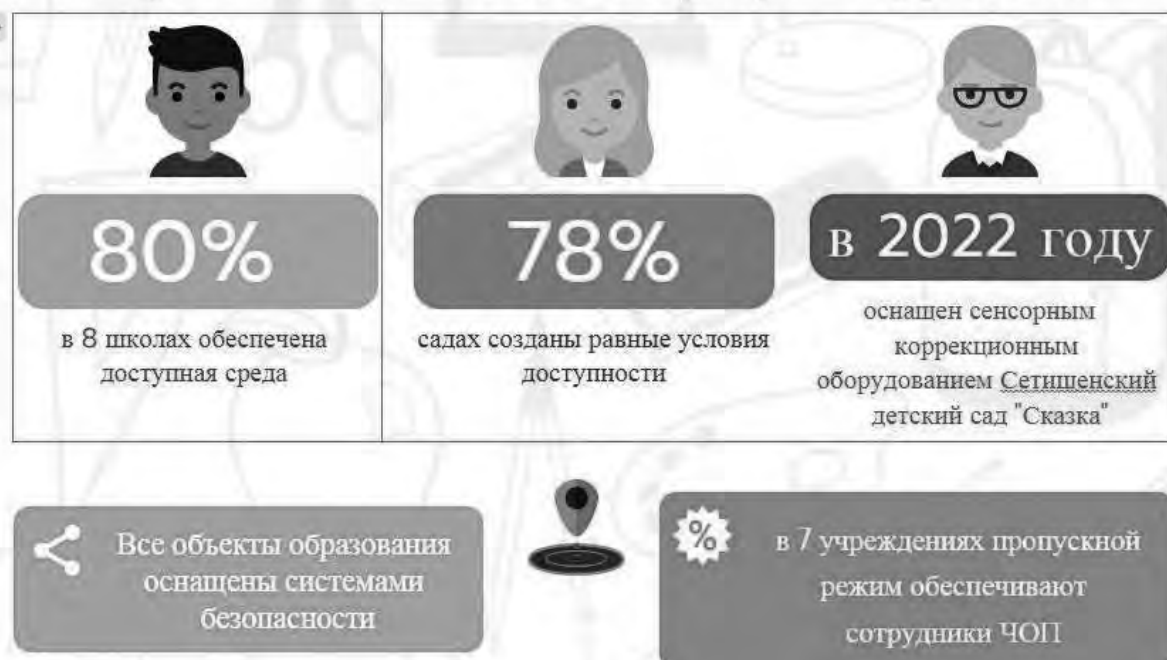 80%
в 8 школах обеспечена
доступная среда
78%
садах созданы равные условия
доступности
в 2022 году
оснащен сенсорным
коррекционным
оборудованием Сетишенский
детский сад "Сказка"
Все объекты образования
оснащены системами
безопасности
%
в 7 учреждениях пропускной
режим обеспечивают
сотрудники ЧОП